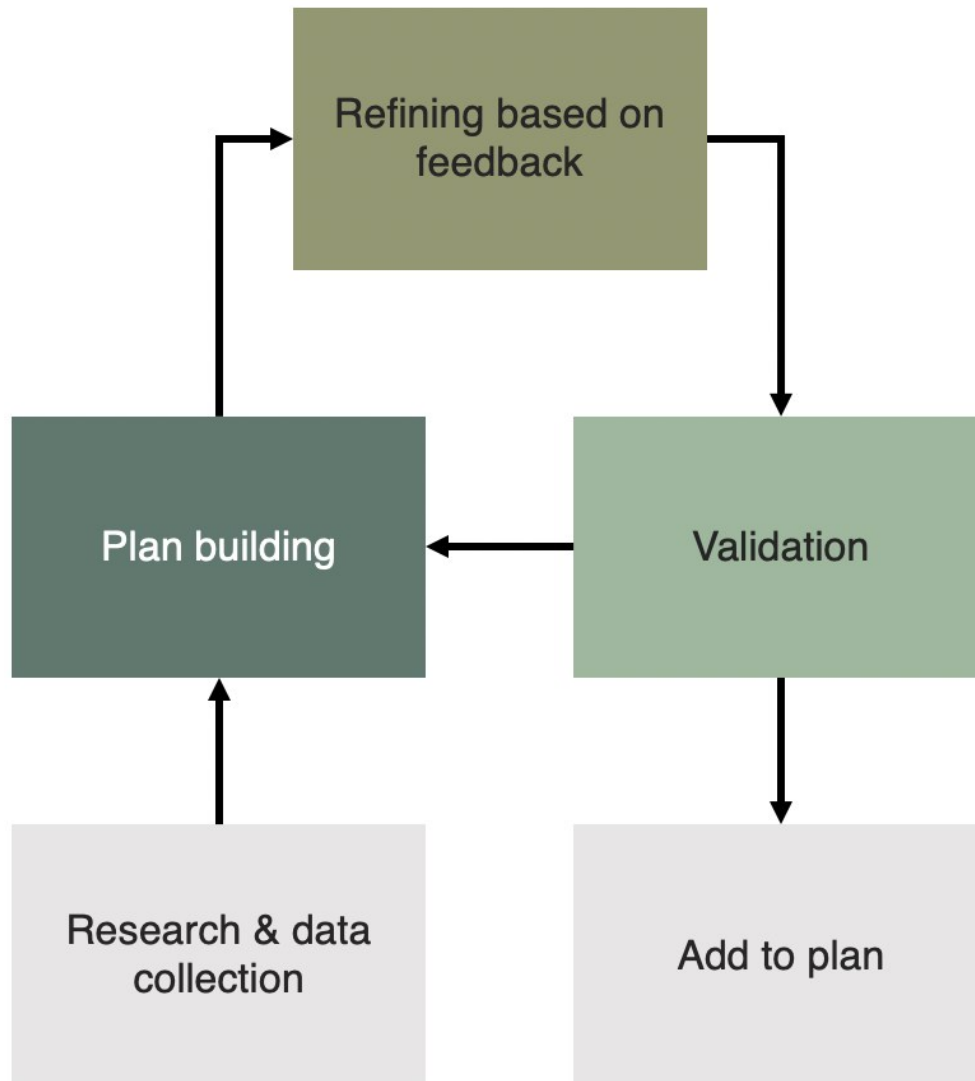 Refining based on
feedback
Plan building
Validation
Research & data
collection
Add to plan